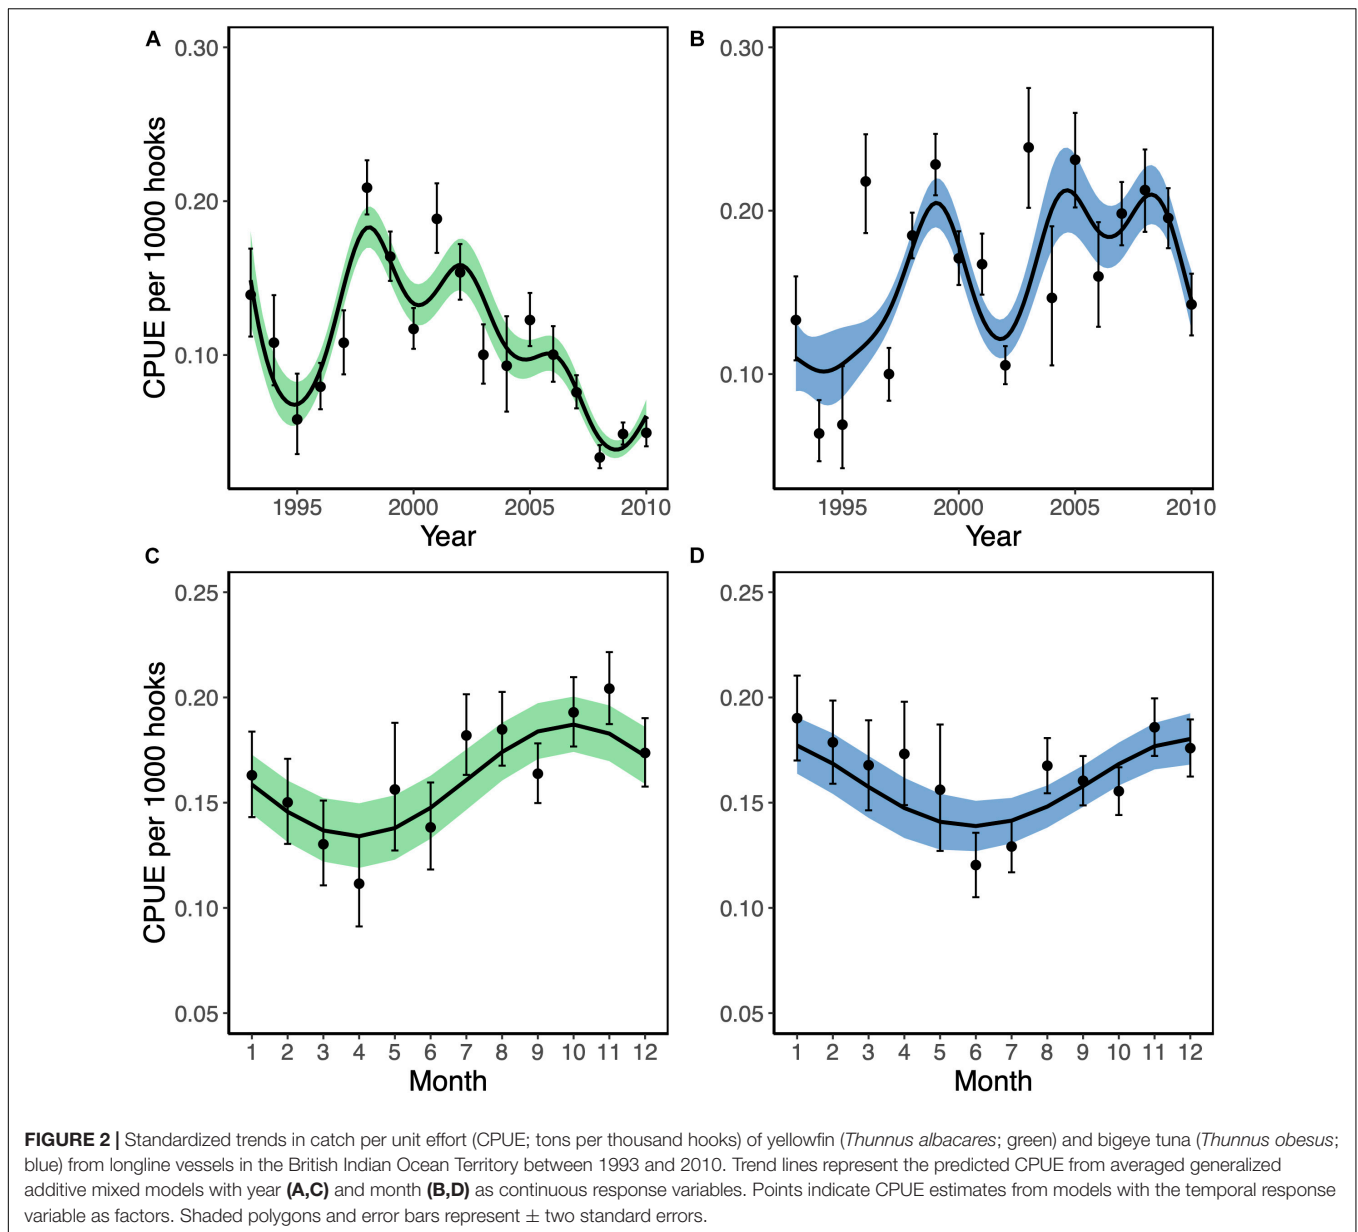 A
B
0.30
0.20
0.10
CPUE per 1000 hooks
1995 2000 2005 2010
Year
0.30
0.20
0.10
1995 2000 2005 2010
Year
C
D
0.25
0.20
0.15
0.10
0.05
CPUE per 1000 hooks
1 2 3 4 5 6 7 8 9 10 11 12
Month
0.25
0.20
0.15
0.10
0.05
1 2 3 4 5 6 7 8 9 10 11 12
Month
FIGURE 2 | Standardized trends in catch per unit effort (CPUE; tons per thousand hooks) of yellowfin (Thunnus albacares; green) and bigeye tuna (Thunnus obesus;
blue) from longline vessels in the British Indian Ocean Territory between 1993 and 2010. Trend lines represent the predicted CPUE from averaged generalized
additive mixed models with year (A,C) and month (B,D) as continuous response variables. Points indicate CPUE estimates from models with the temporal response
variable as factors. Shaded polygons and error bars represent ± two standard errors.